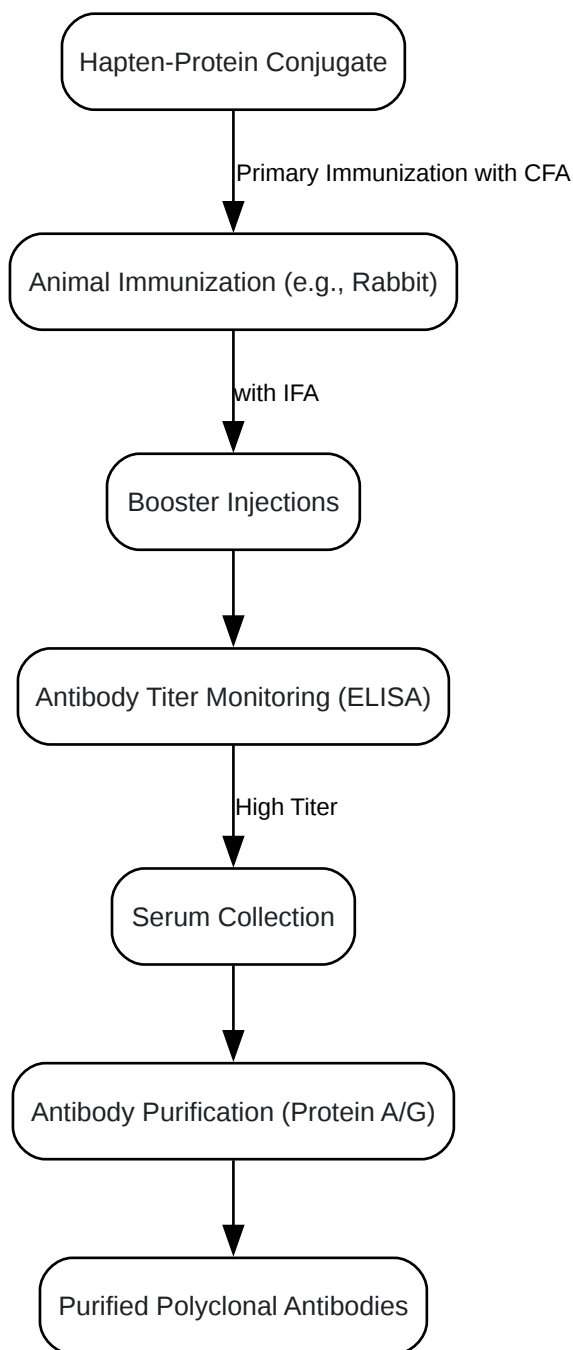 Hapten-Protein Conjugate
Primary Immunization with CFA
Animal Immunization (e.g., Rabbit)
with IFA
Booster Injections
Antibody Titer Monitoring (ELISA)
High Titer
Serum Collection
Antibody Purification (Protein A/G)
Purified Polyclonal Antibodies